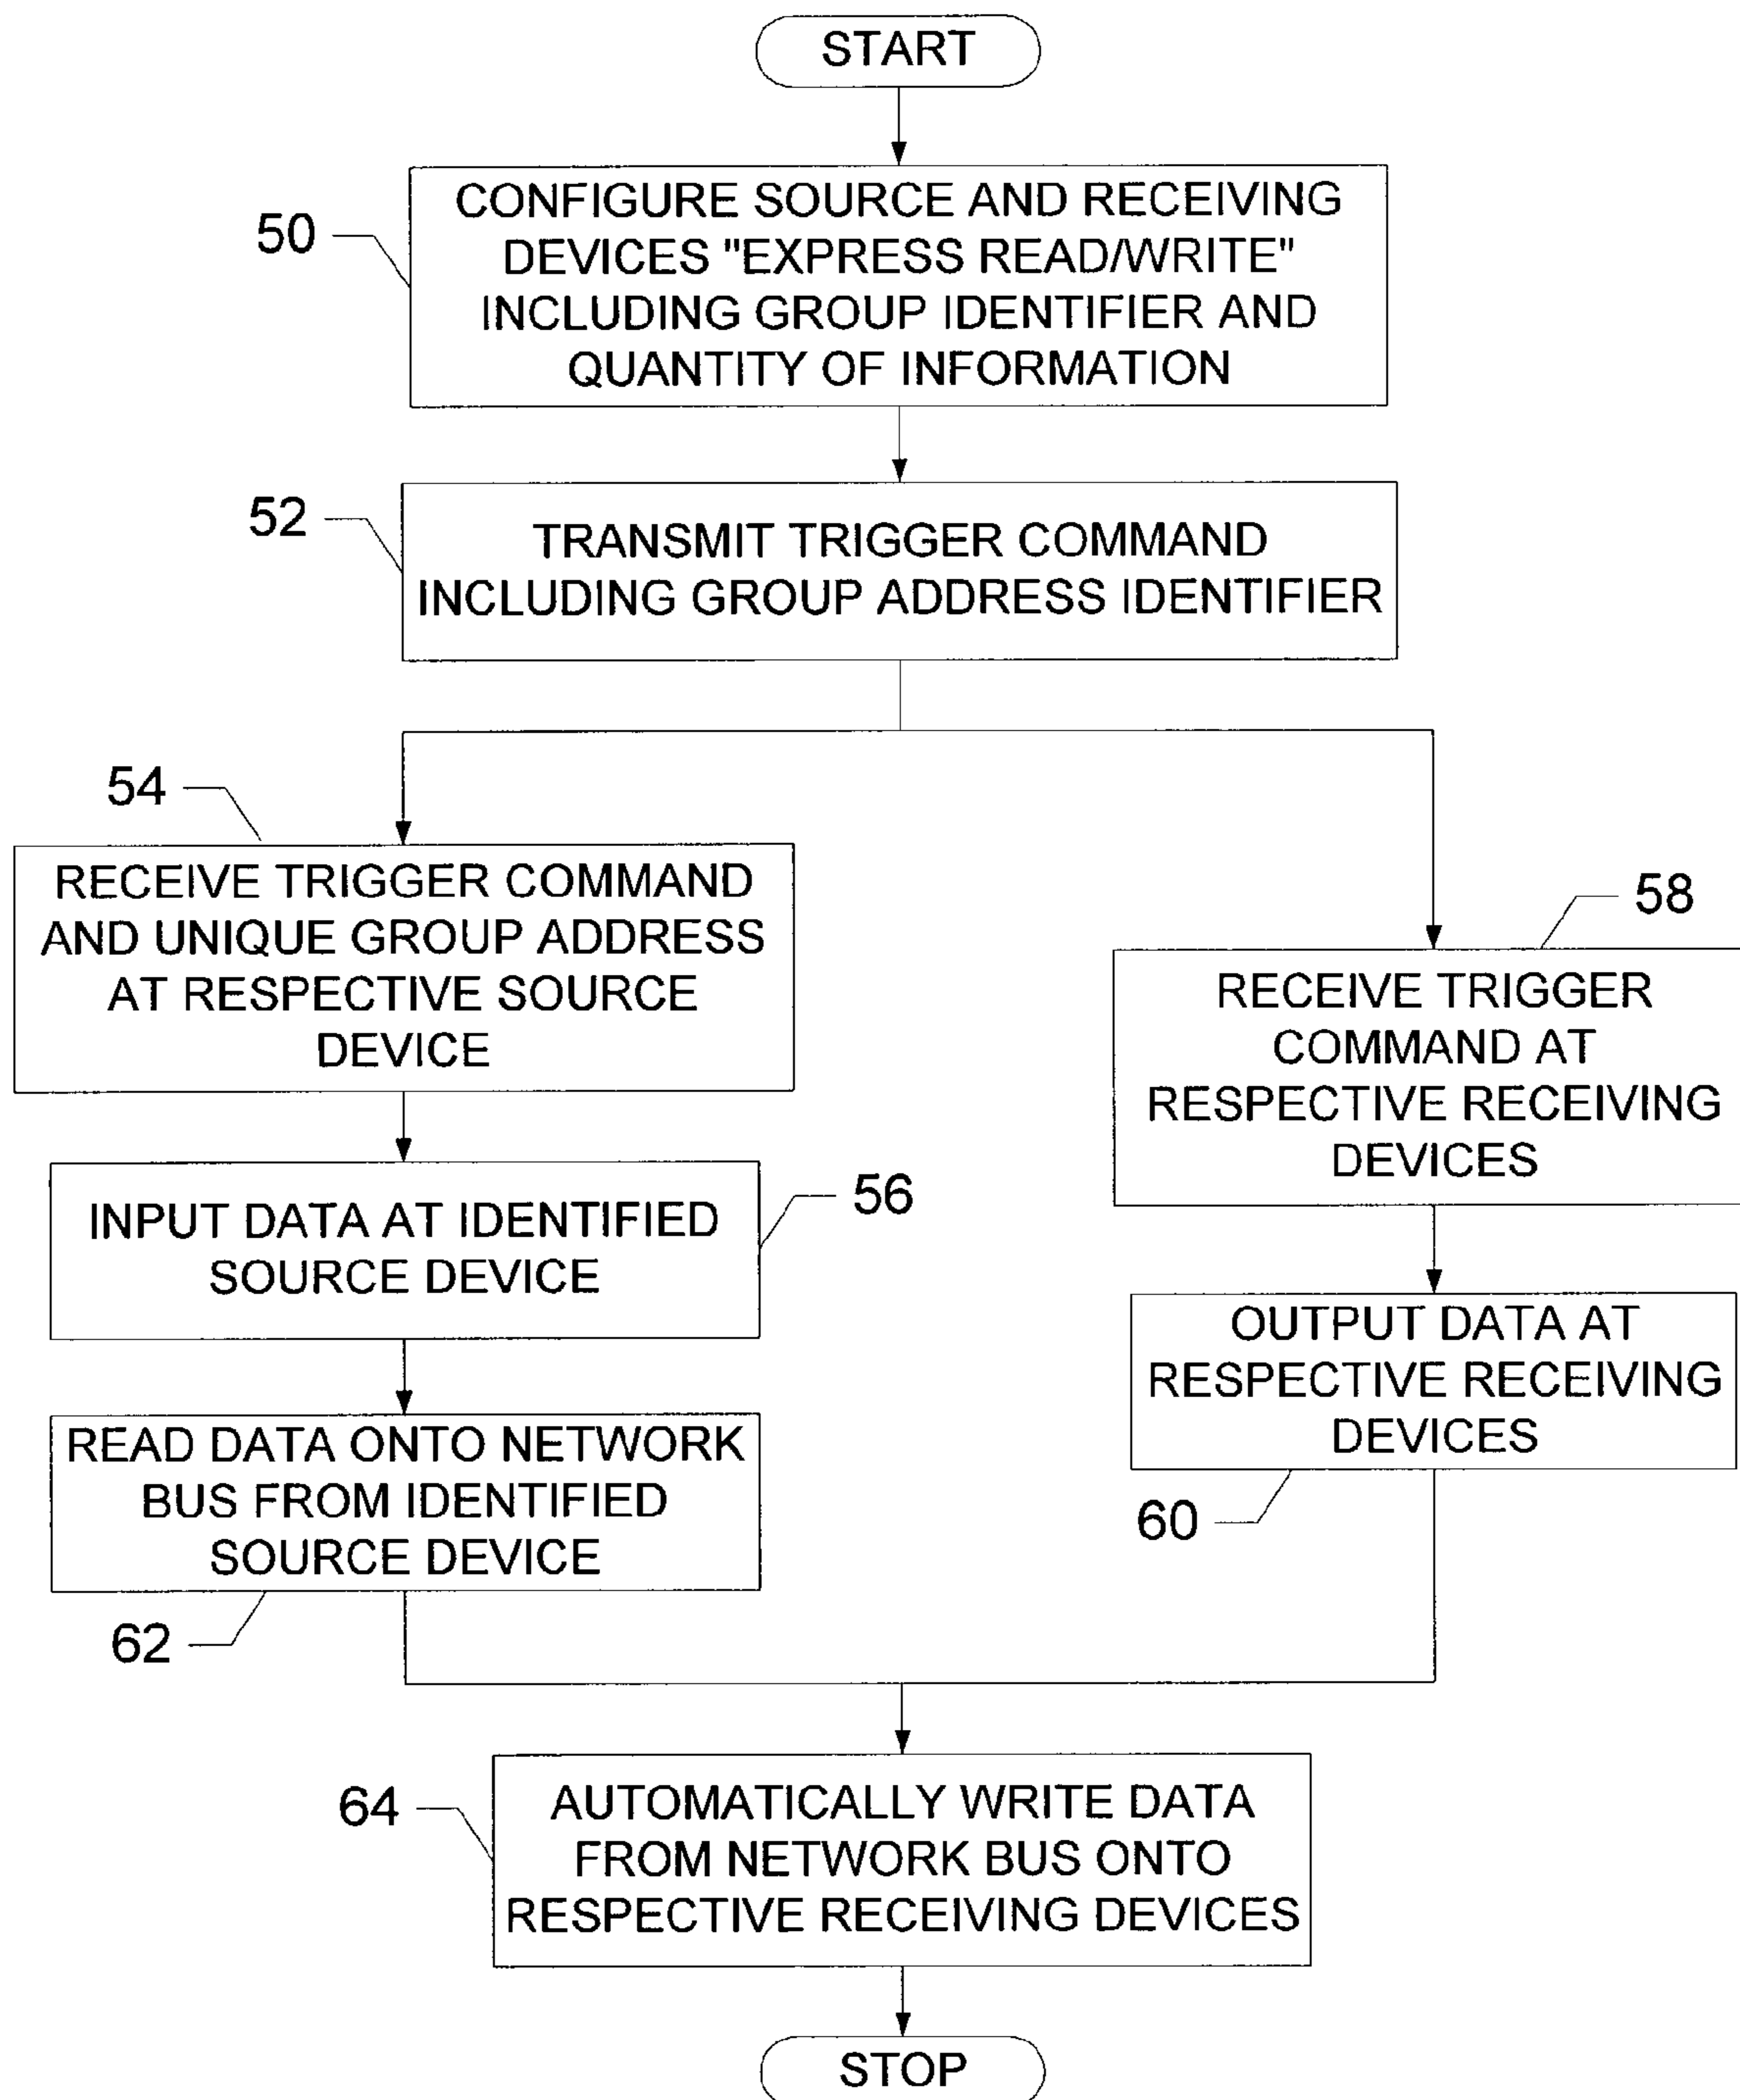 START
50
CONFIGURE SOURCE AND RECEIVING
DEVICES "EXPRESS READ/WRITE"
INCLUDING GROUP IDENTIFIER AND
QUANTITY OF INFORMATION
52
TRANSMIT TRIGGER COMMAND
INCLUDING GROUP ADDRESS IDENTIFIER
54
RECEIVE TRIGGER COMMAND
AND UNIQUE GROUP ADDRESS
AT RESPECTIVE SOURCE
DEVICE
58
RECEIVE TRIGGER
COMMAND AT
RESPECTIVE RECEIVING
DEVICES
INPUT DATA AT IDENTIFIED
SOURCE DEVICE
56
OUTPUT DATA AT
RESPECTIVE RECEIVING
DEVICES
60
READ DATA ONTO NETWORK
BUS FROM IDENTIFIED
SOURCE DEVICE
62
64
AUTOMATICALLY WRITE DATA
FROM NETWORK BUS ONTO
RESPECTIVE RECEIVING DEVICES
STOP